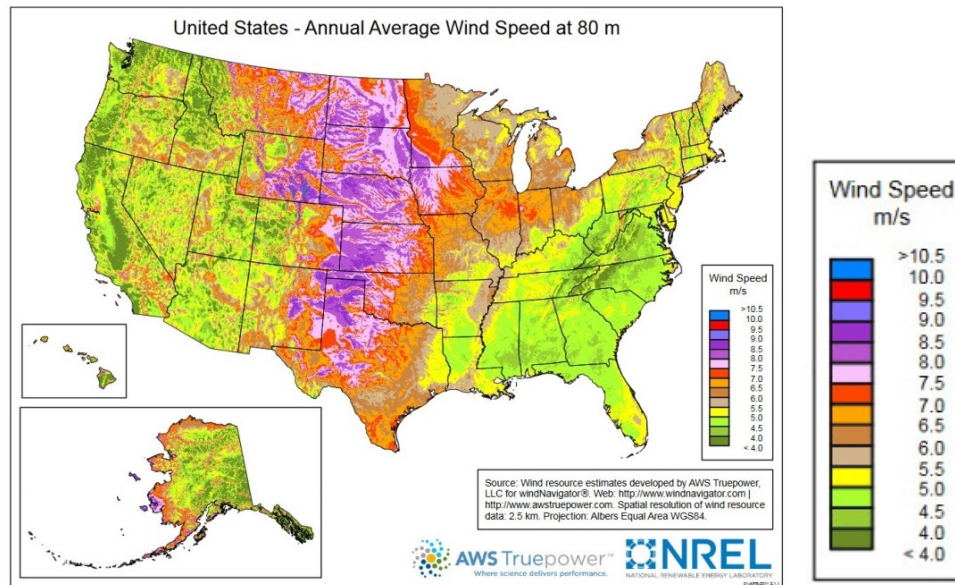 United States - Annual Average Wind Speed at 80 m
Wind Speed
m/s
>10.5
10.0
9.5
9.0
8.5
8.0
7.5
7.0
6.5
6.0
5.5
5.0
4.5
4.0
< 4.0
Source: Wind resource estimates developed by AWS Truepower,
LLC for windNavigator®. Web: http://www.windnavigator.com |
http://www.awstruepower.com. Spatial resolution of wind resource
data: 2.5 km. Projection: Albers Equal Area WGS84.
AWS Truepower™
Where science delivers performance.
NREL
NATIONAL RENEWABLE ENERGY LABORATORY
Wind Speed
m/s
>10.5
10.0
9.5
9.0
8.5
8.0
7.5
7.0
6.5
6.0
5.5
5.0
4.5
4.0
< 4.0